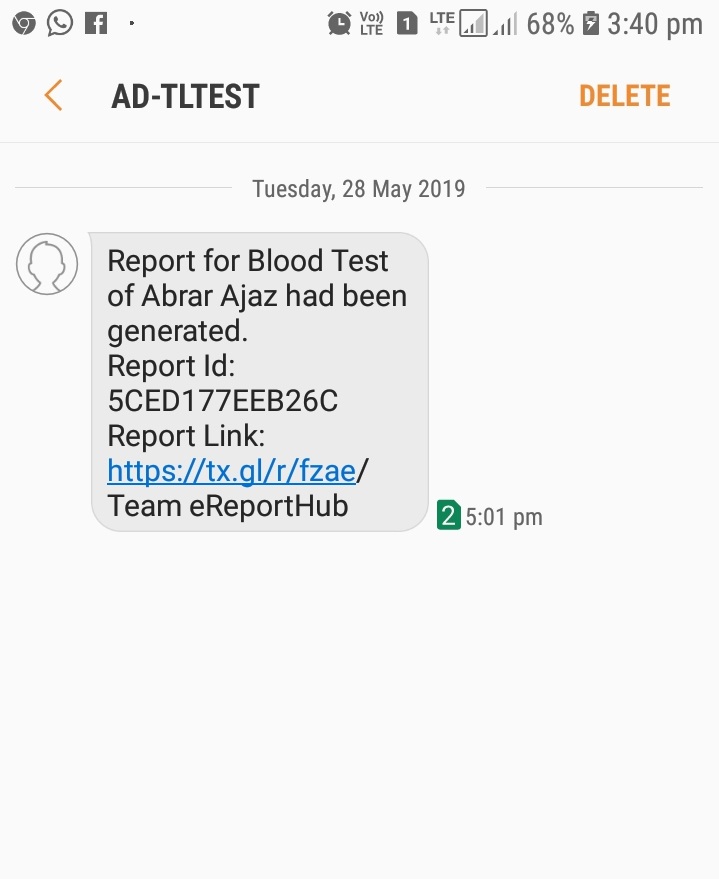 Vo)) LTE 1 LTE 68% 3:40 pm
AD-TLTEST DELETE
Tuesday, 28 May 2019
Report for Blood Test
of Abrar Ajaz had been
generated.
Report Id:
5CED177EEB26C
Report Link:
https://tx.gl/r/fzae/
Team eReportHub
2 5:01 pm